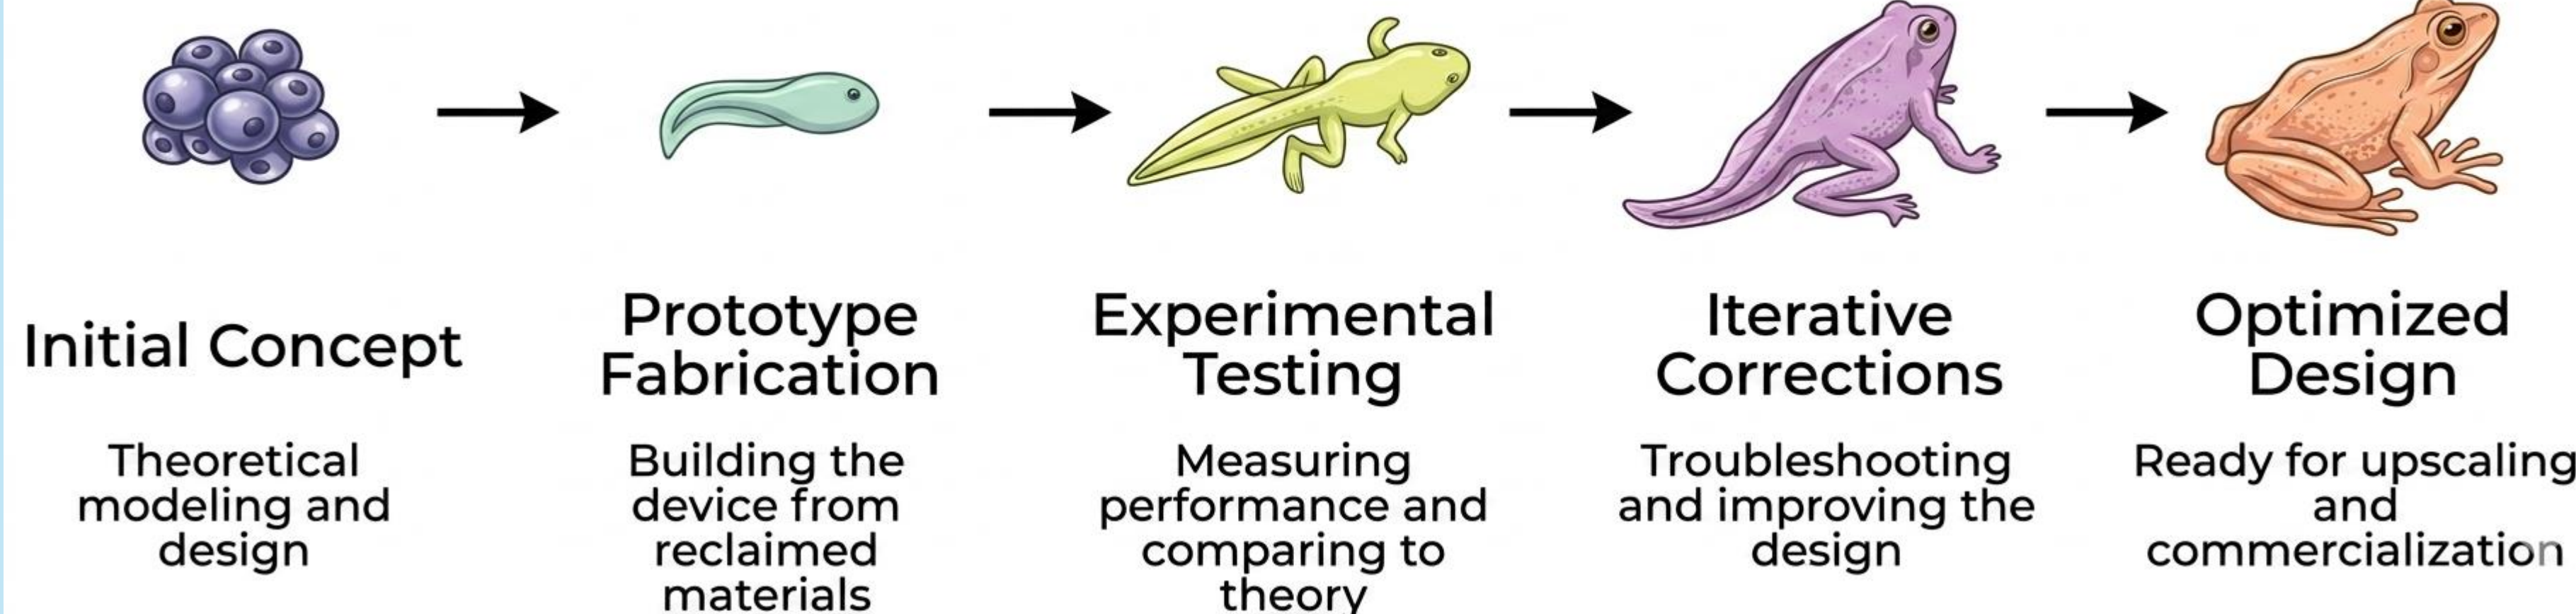 Initial Concept
Theoretical
modeling and
design
Prototype
Fabrication
Building the
device from
reclaimed
materials
Experimental
Testing
Measuring
performance and
comparing to
theory
Iterative
Corrections
Troubleshooting
and improving the
design
Optimized
Design
Ready for upscaling
and
commercialization